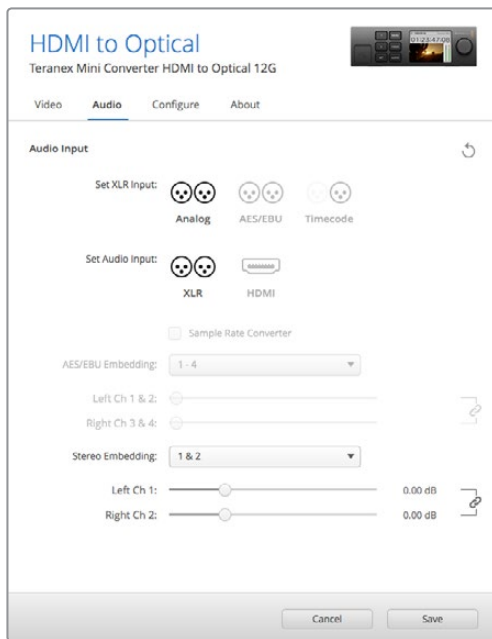 HDMI to Optical
Teranex Mini Converter HDMI to Optical 12G
01:23:47:08
Video Audio Configure About
Audio Input
Set XLR Input:
Analog AES/EBU Timecode
Set Audio Input:
XLR HDMI
Sample Rate Converter
AES/EBU Embedding: 1 - 4
Left Ch 1 & 2:
Right Ch 3 & 4:
Stereo Embedding: 1 & 2
Left Ch 1: 0.00 dB
Right Ch 2: 0.00 dB
Cancel Save